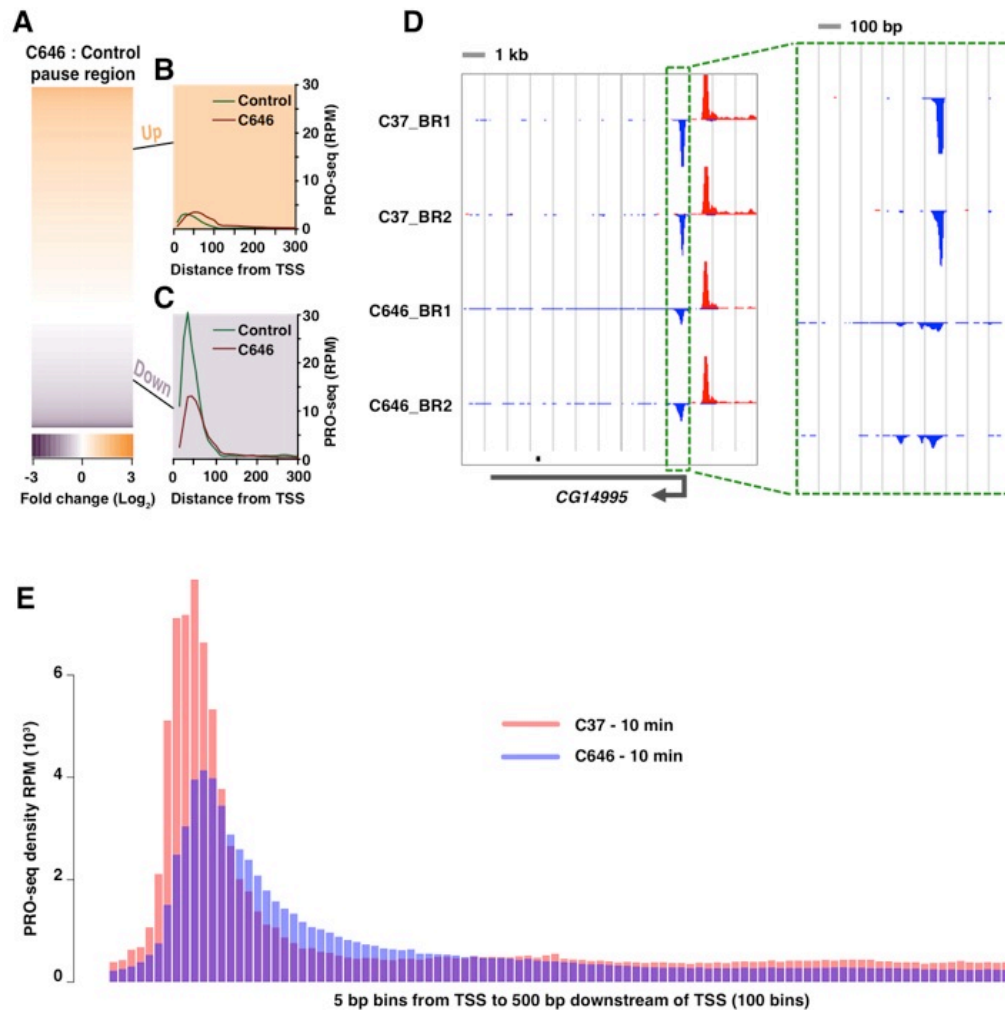 A
C646 : Control
pause region
Up
Down
-3 0 3
Fold change (Log2)
B
Control
C646
30
20
10
0
PRO-seq (RPM)
0 100 200 300
Distance from TSS
C
Control
C646
30
20
10
0
PRO-seq (RPM)
0 100 200 300
Distance from TSS
D
1 kb
100 bp
C37_BR1
C37_BR2
C646_BR1
C646_BR2
CG14995
E
PRO-seq density RPM (10³)
6
4
2
0
C37 - 10 min
C646 - 10 min
5 bp bins from TSS to 500 bp downstream of TSS (100 bins)